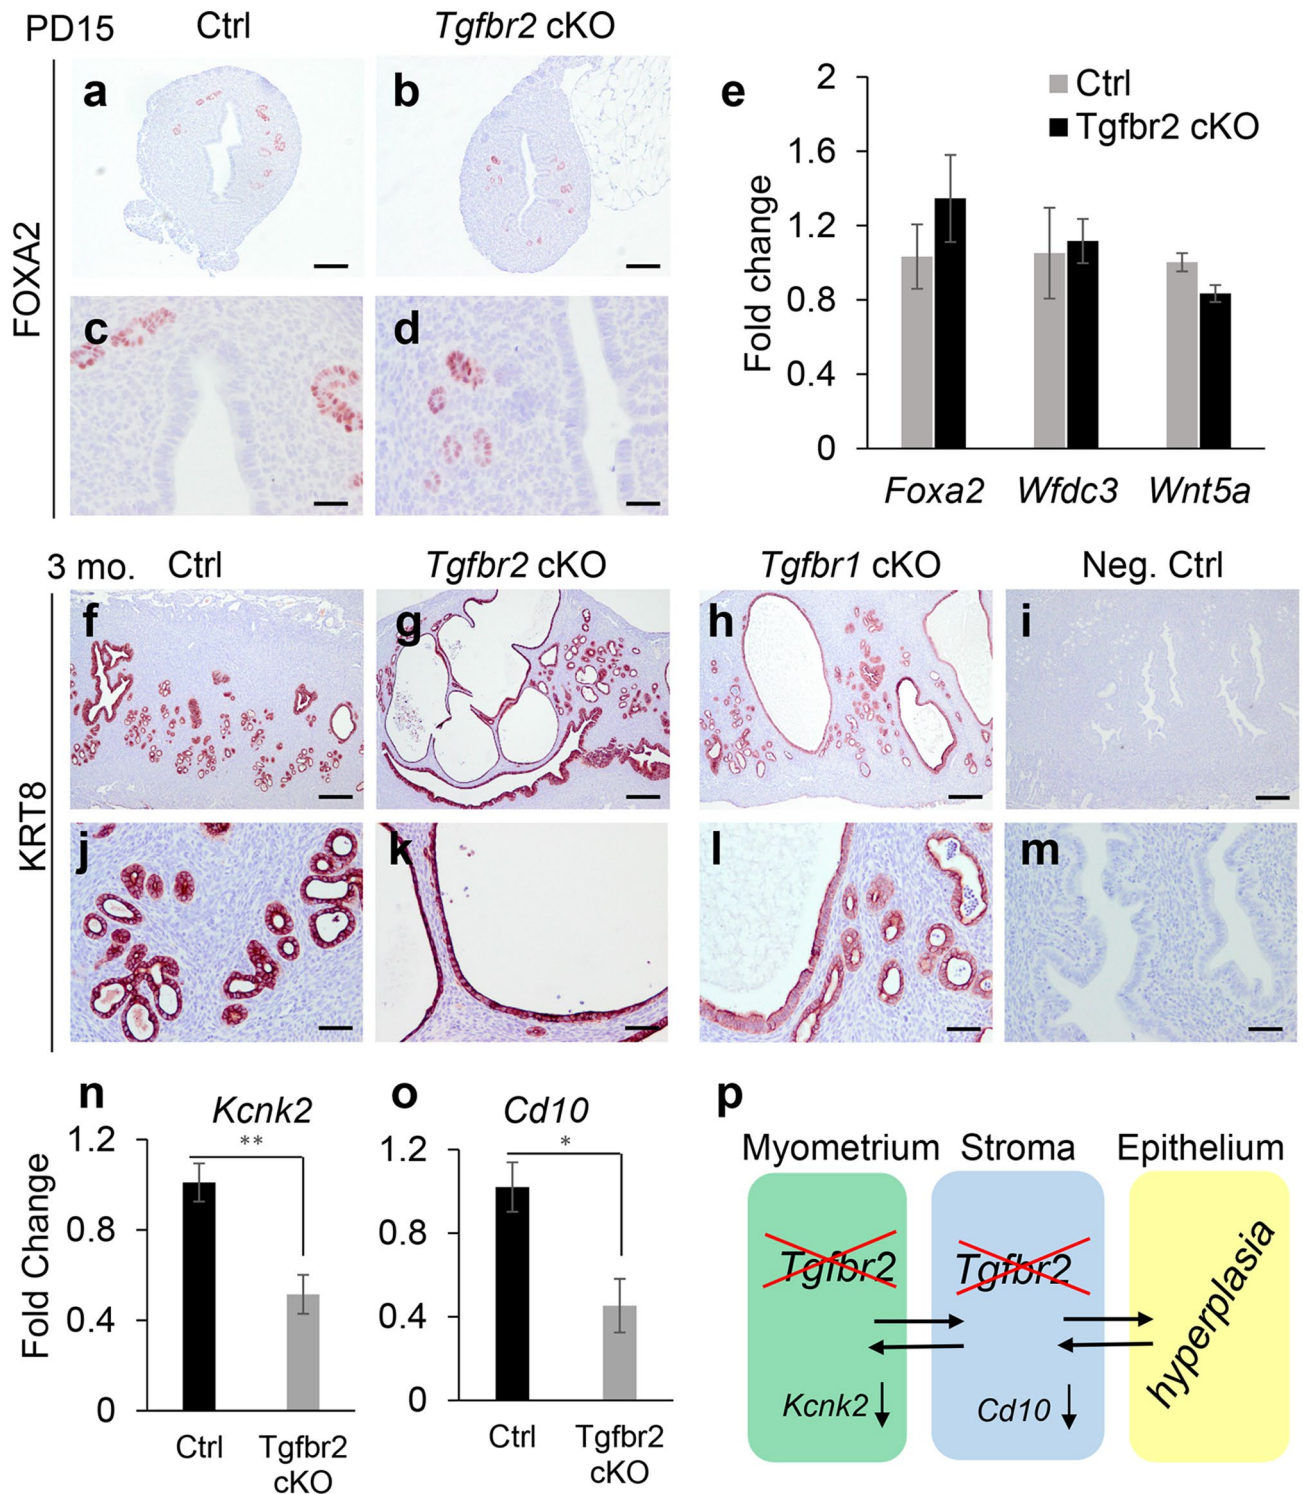 PD15 Ctrl Tgfbr2 cKO
FOXA2
a
b
c
d
e
Ctrl
Tgfbr2 cKO
Fold change
2
1.6
1.2
0.8
0.4
0
Foxa2 Wfdc3 Wnt5a
3 mo. Ctrl Tgfbr2 cKO Tgfbr1 cKO Neg. Ctrl
KRT8
f
g
h
i
j
k
l
m
n
Kcnk2
**
Fold Change
1.2
0.8
0.4
0
Ctrl Tgfbr2
cKO
o
Cd10
*
1.2
0.8
0.4
0
Ctrl Tgfbr2
cKO
p
Myometrium Stroma Epithelium
Tgfbr2 Tgfbr2
hyperplasia
Kcnk2 ↓ Cd10 ↓